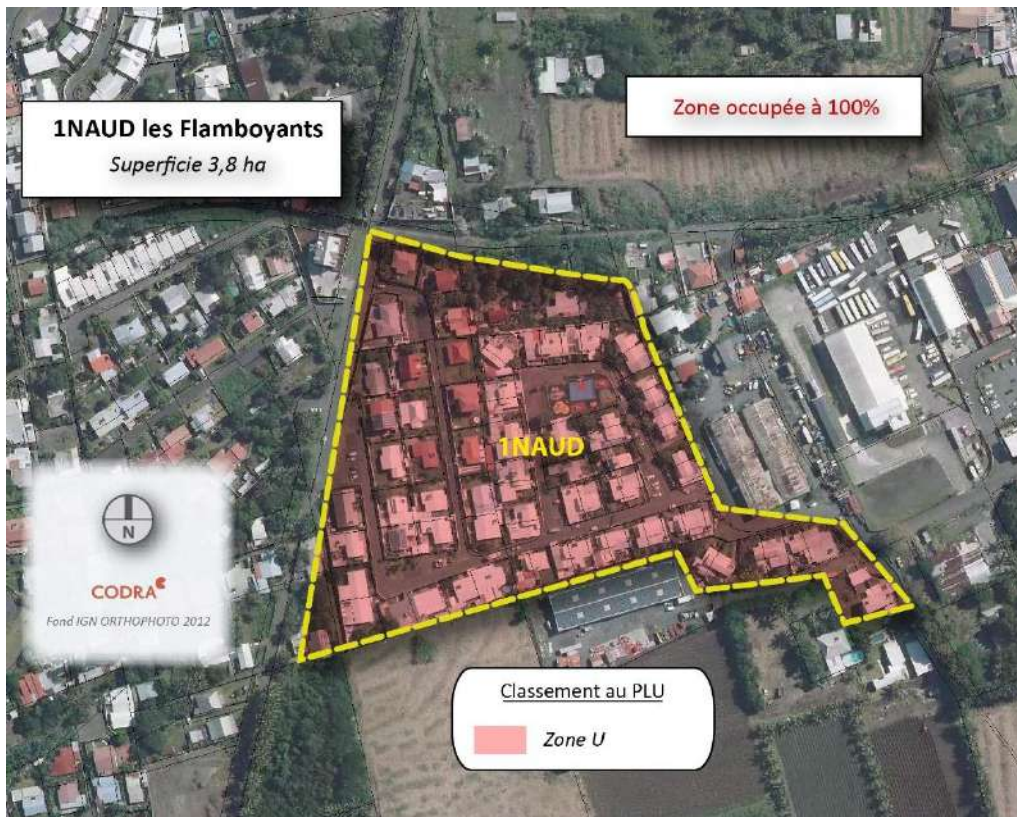 1NAUD les Flamboyants
Superficie 3,8 ha
Zone occupée à 100%
1NAUD
N
CODRA
Fond IGN ORTHOPHOTO 2012
Classement au PLU
Zone U